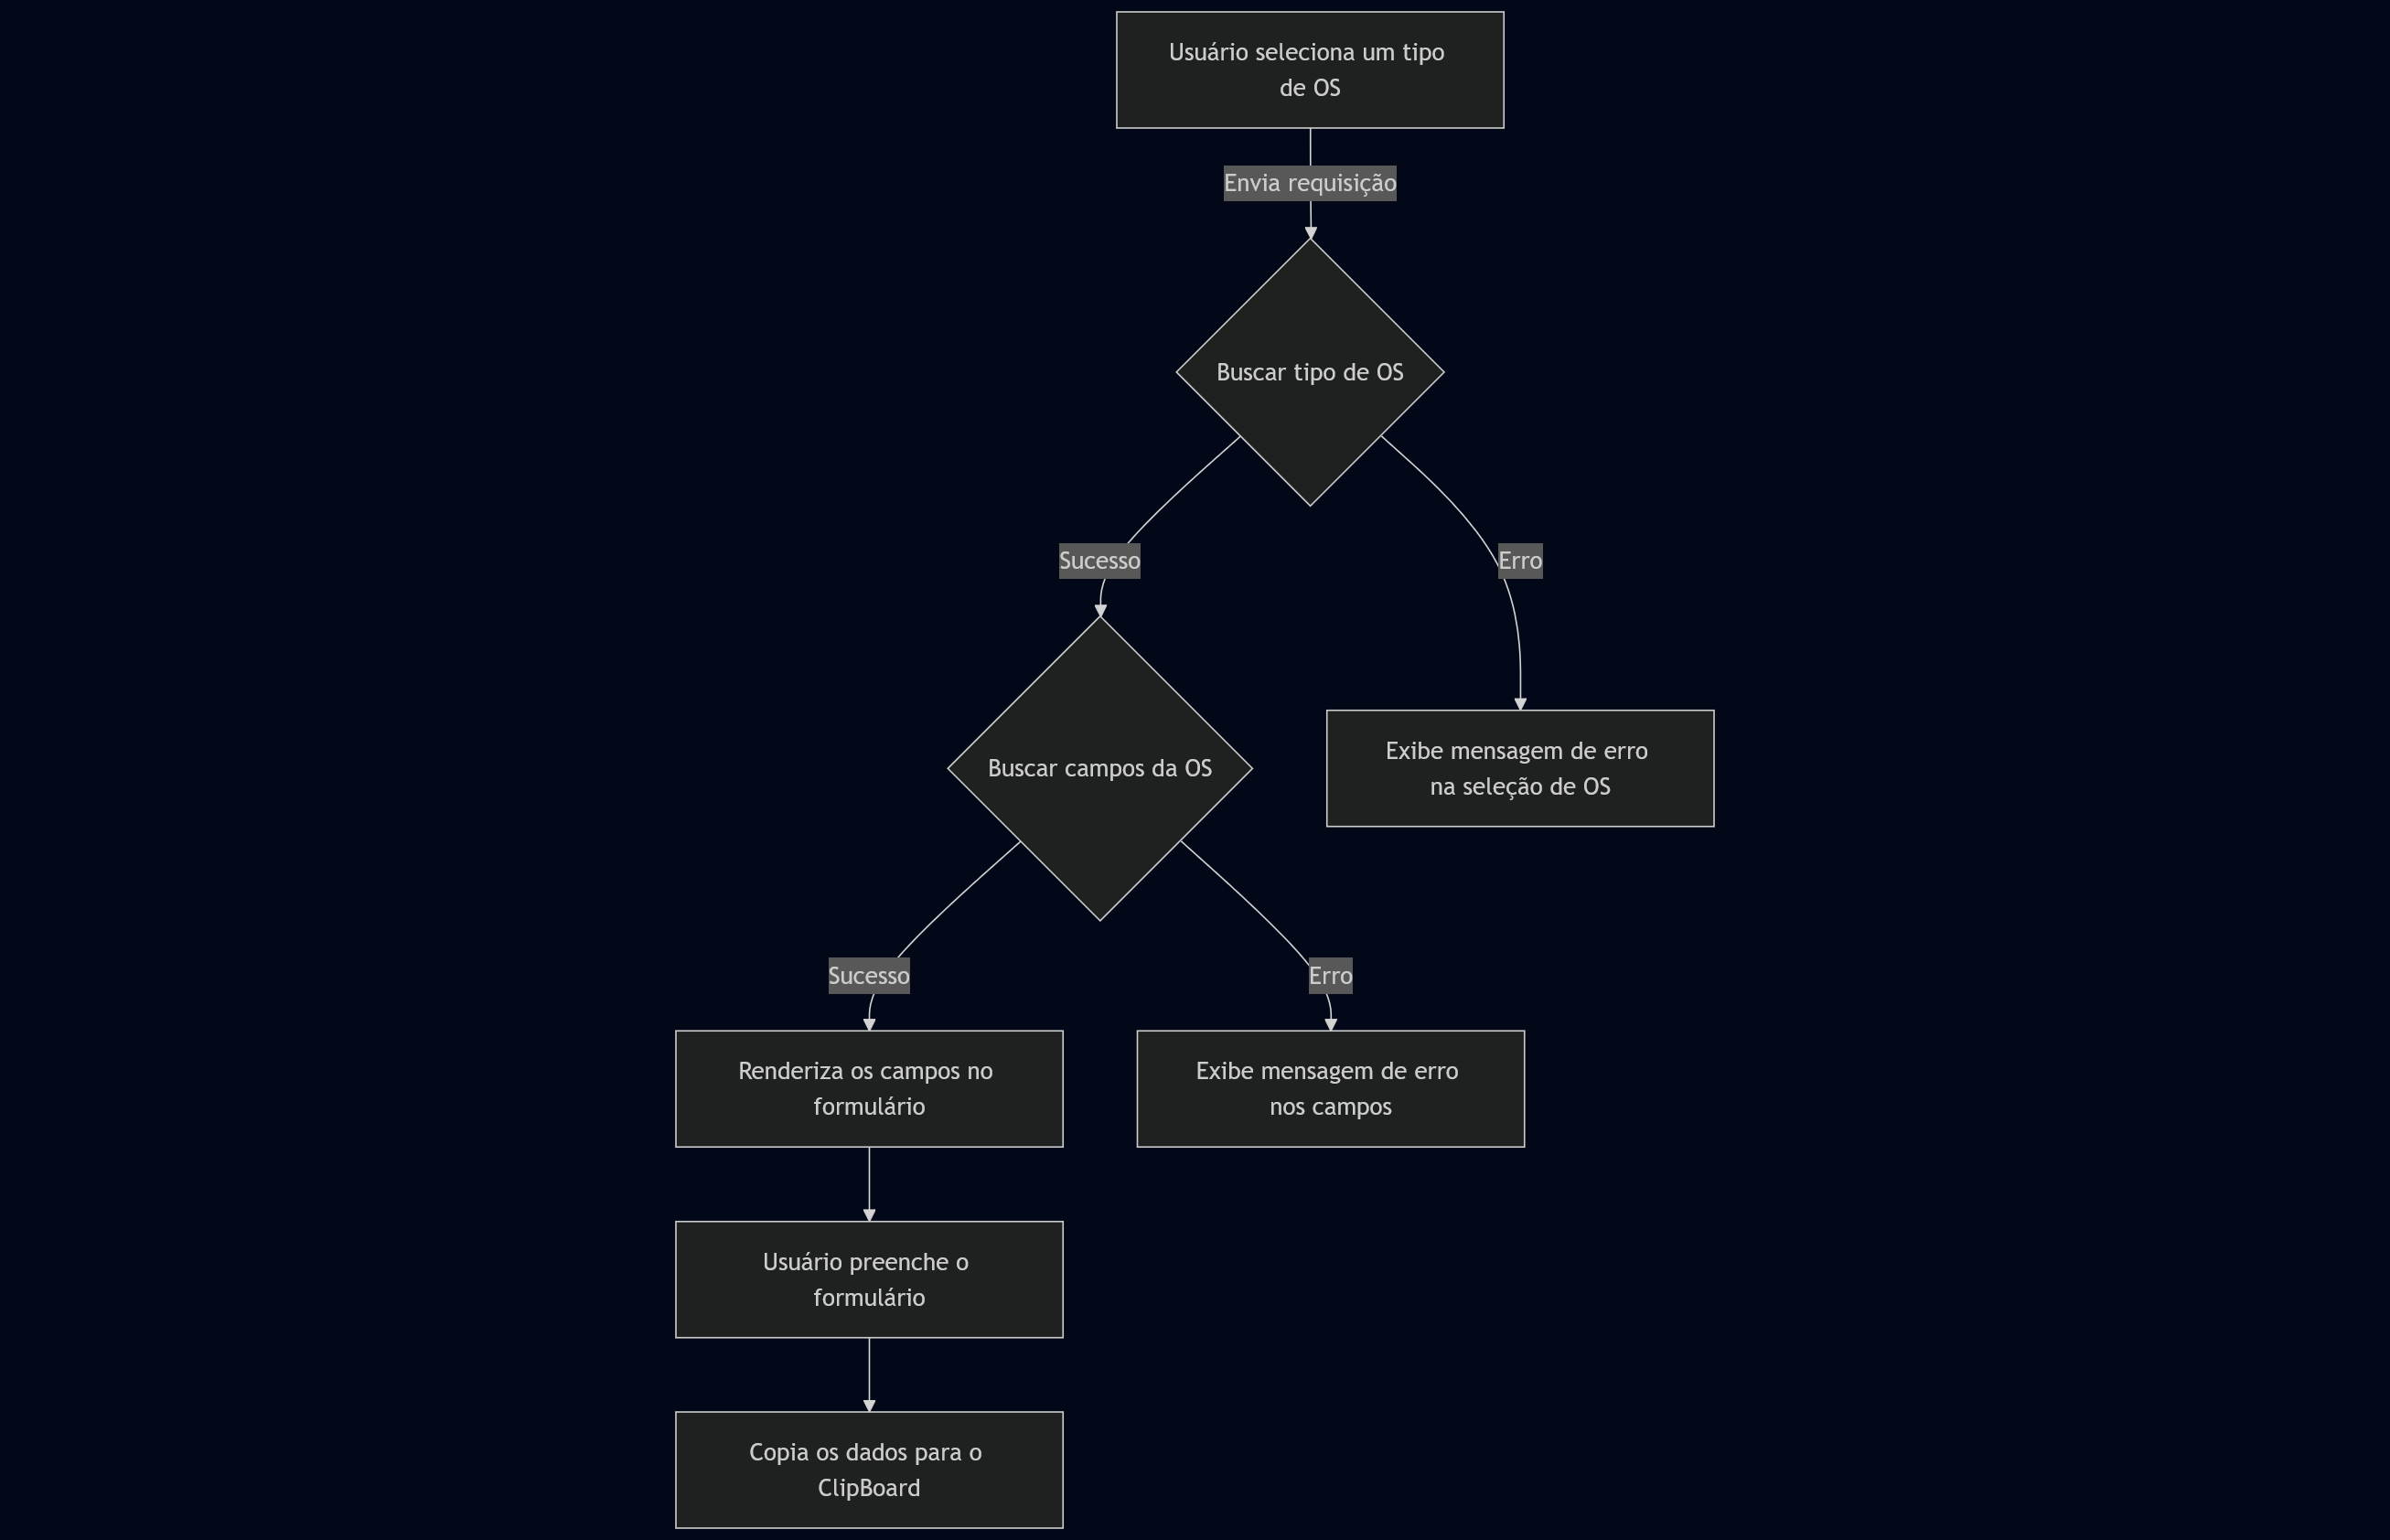 Usuário seleciona um tipo
de OS
Envia requisição
Buscar tipo de OS
Sucesso
Erro
Buscar campos da OS
Exibe mensagem de erro
na seleção de OS
Sucesso
Erro
Renderiza os campos no
formulário
Exibe mensagem de erro
nos campos
Usuário preenche o
formulário
Copia os dados para o
ClipBoard